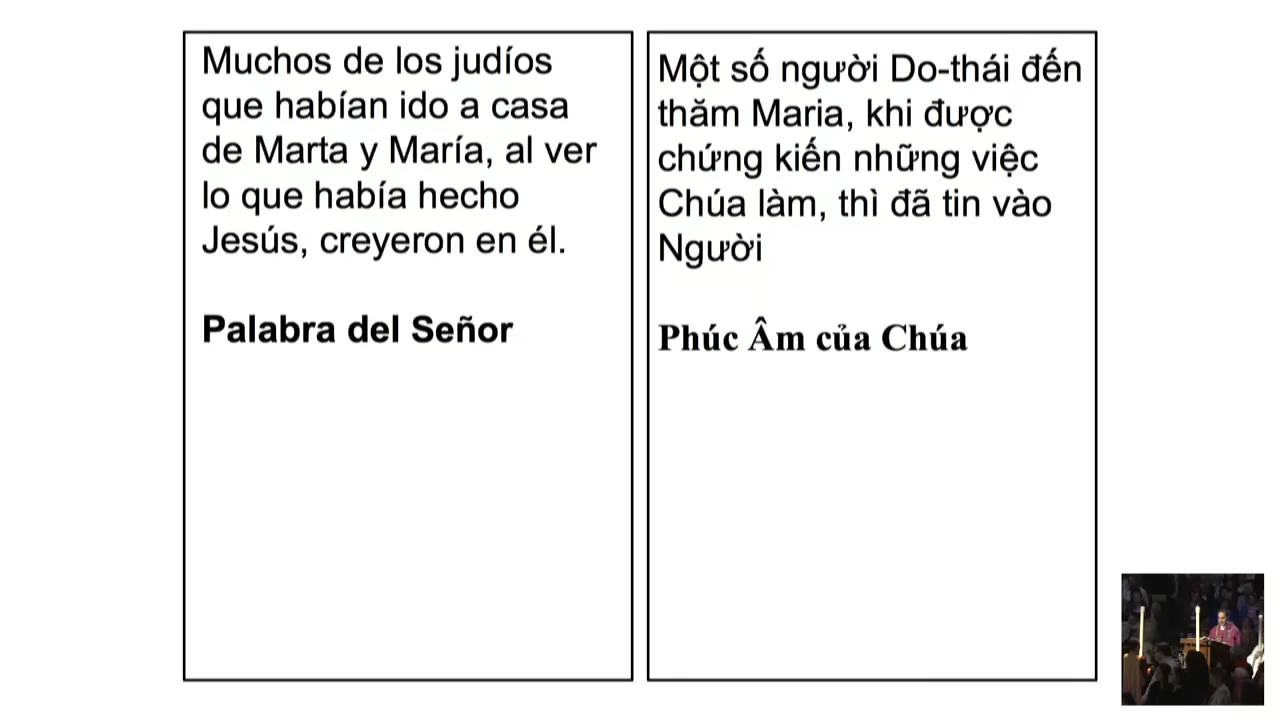 Muchos de los judíos
que habían ido a casa
de Marta y María, al ver
lo que había hecho
Jesús, creyeron en él.
Palabra del Señor
Một số người Do-thái đến
thăm Maria, khi được
chứng kiến những việc
Chúa làm, thì đã tin vào
Người
Phúc Âm của Chúa